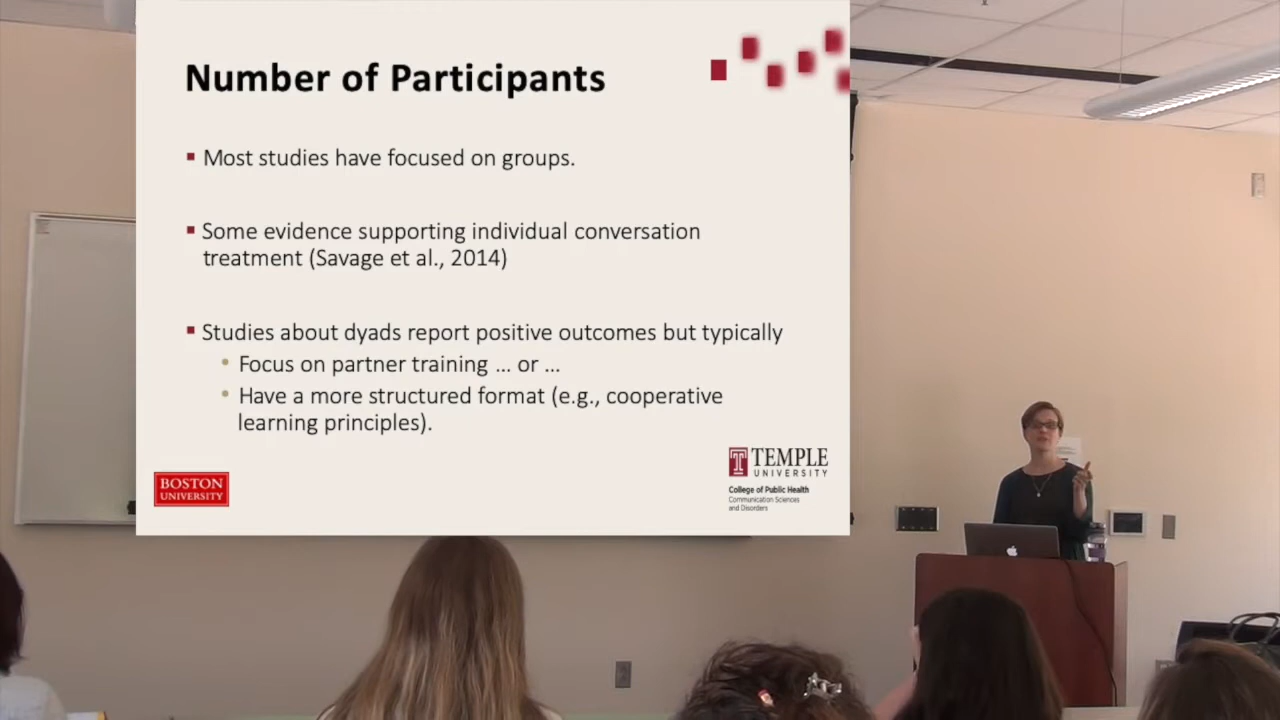 Number of Participants
Most studies have focused on groups.
Some evidence supporting individual conversation
treatment (Savage et al., 2014)
Studies about dyads report positive outcomes but typically
Focus on partner training ... or ...
Have a more structured format (e.g., cooperative
learning principles).
BOSTON
UNIVERSITY
TEMPLE
UNIVERSITY
College of Public Health
Communication Sciences
and Disorders